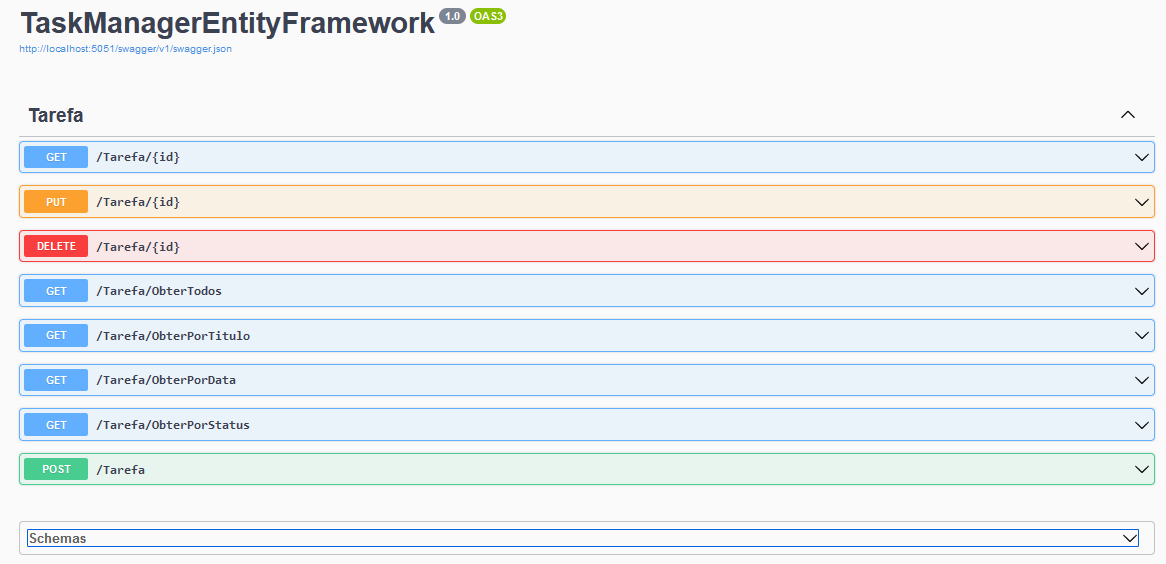 TaskManagerEntityFramework 1.0 OAS3
http://localhost:5051/swagger/v1/swagger.json
Tarefa
GET /Tarefa/{id}
PUT /Tarefa/{id}
DELETE /Tarefa/{id}
GET /Tarefa/ObterTodos
GET /Tarefa/ObterPorTitulo
GET /Tarefa/ObterPorData
GET /Tarefa/ObterPorStatus
POST /Tarefa
Schemas